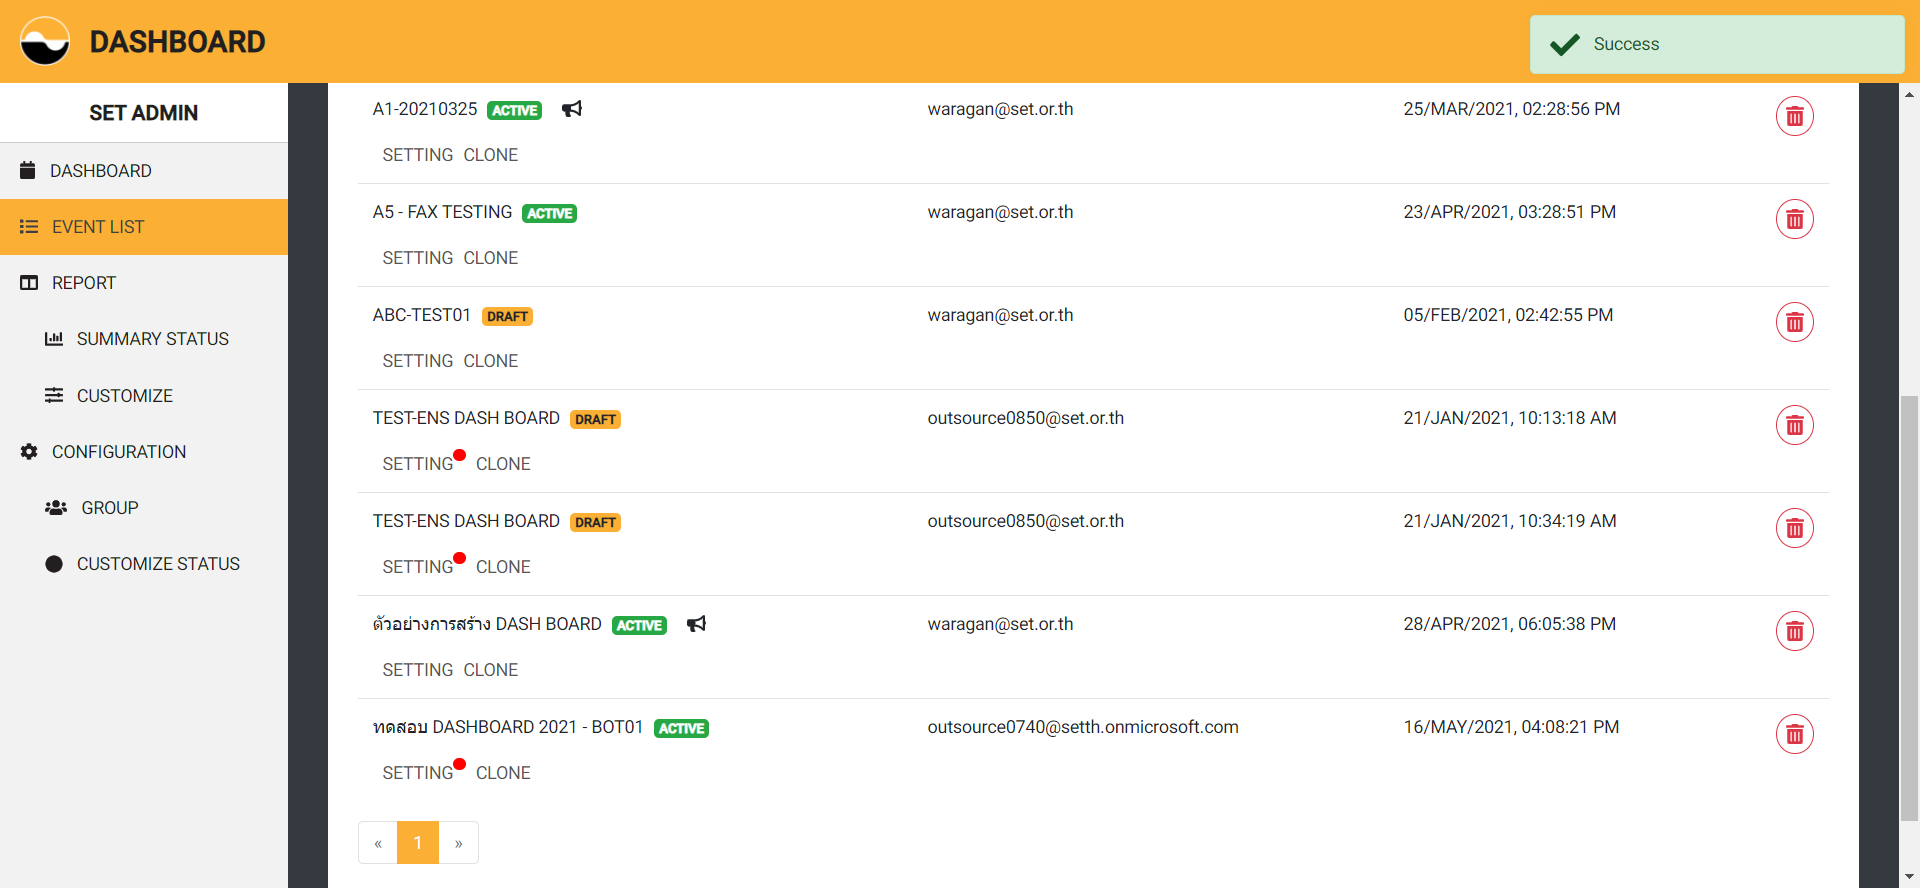 DASHBOARD
Success
SET ADMIN
DASHBOARD
EVENT LIST
REPORT
SUMMARY STATUS
CUSTOMIZE
CONFIGURATION
GROUP
CUSTOMIZE STATUS
A1-20210325 ACTIVE waragan@set.or.th 25/MAR/2021, 02:28:56 PM
SETTING CLONE
A5 - FAX TESTING ACTIVE waragan@set.or.th 23/APR/2021, 03:28:51 PM
SETTING CLONE
ABC-TEST01 DRAFT waragan@set.or.th 05/FEB/2021, 02:42:55 PM
SETTING CLONE
TEST-ENS DASH BOARD DRAFT outsource0850@set.or.th 21/JAN/2021, 10:13:18 AM
SETTING CLONE
TEST-ENS DASH BOARD DRAFT outsource0850@set.or.th 21/JAN/2021, 10:34:19 AM
SETTING CLONE
ตัวอย่างการสร้าง DASH BOARD ACTIVE waragan@set.or.th 28/APR/2021, 06:05:38 PM
SETTING CLONE
ทดสอบ DASHBOARD 2021 - BOT01 ACTIVE outsource0740@setth.onmicrosoft.com 16/MAY/2021, 04:08:21 PM
SETTING CLONE
« 1 »